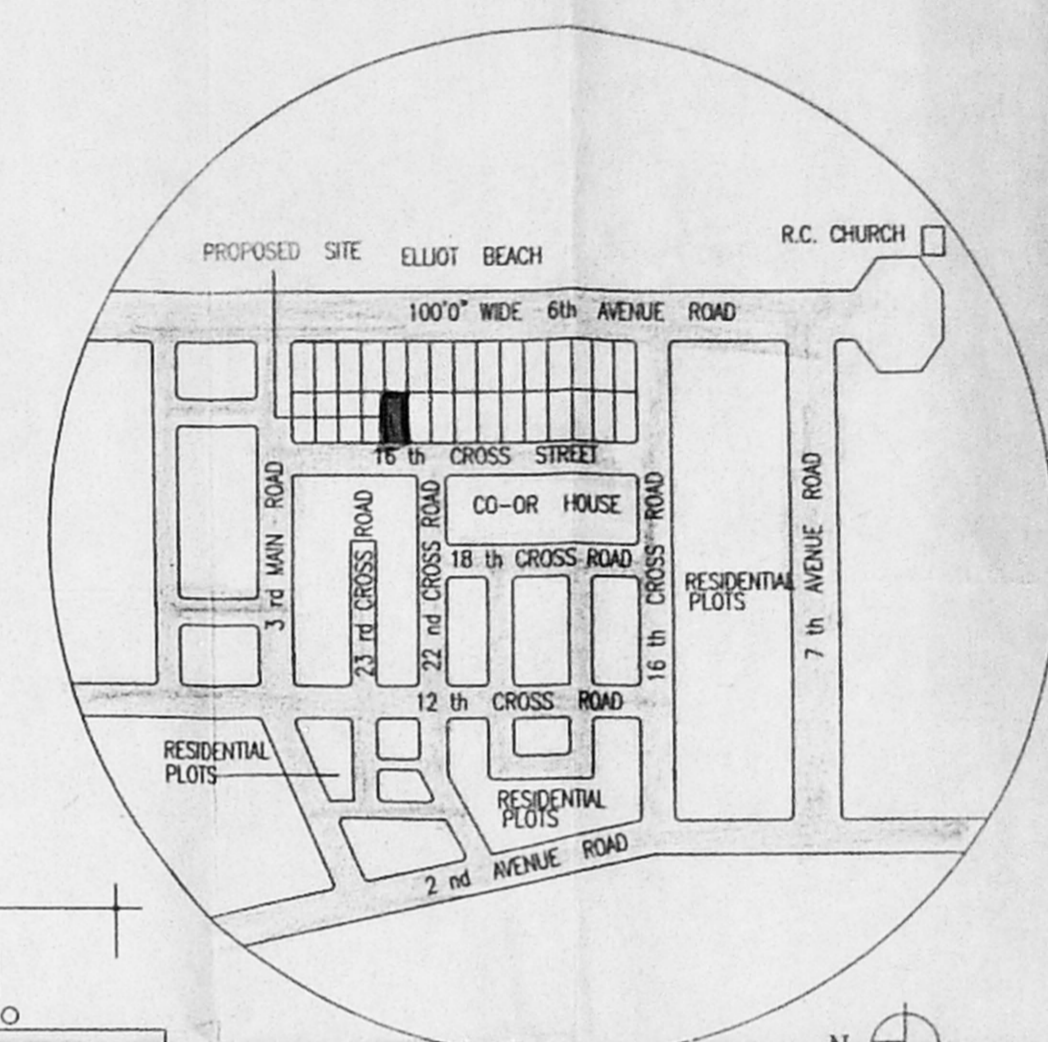 R.C. CHURCH
PROPOSED SITE
ELLIOT BEACH
100'0" WIDE 6th AVENUE ROAD
15 th CROSS STREET
CO-OR HOUSE
18 th CROSS ROAD
3 rd MAIN ROAD
23 rd CROSS ROAD
22 nd CROSS ROAD
16 th CROSS ROAD
RESIDENTIAL
PLOTS
7 th AVENUE ROAD
12 th CROSS ROAD
RESIDENTIAL
PLOTS
RESIDENTIAL
PLOTS
2 nd AVENUE ROAD
N